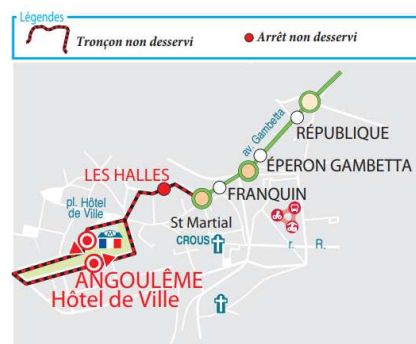 Légendes
Tronçon non desservi
Arrêt non desservi
av. Gambetta
RÉPUBLIQUE
ÉPERON GAMBETTA
LES HALLES
FRANQUIN
pl. Hôtel
de Ville
St Martial
CROUS
r. R.
ANGOULÊME
Hôtel de Ville